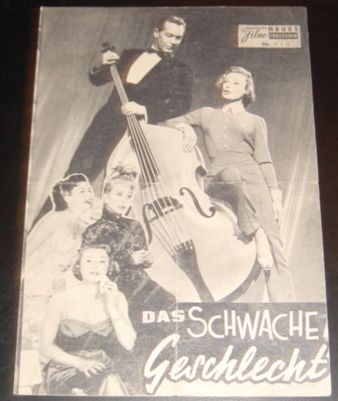 Film
NEUES
PROGRAMM
DAS SCHWACHE
Geschlecht